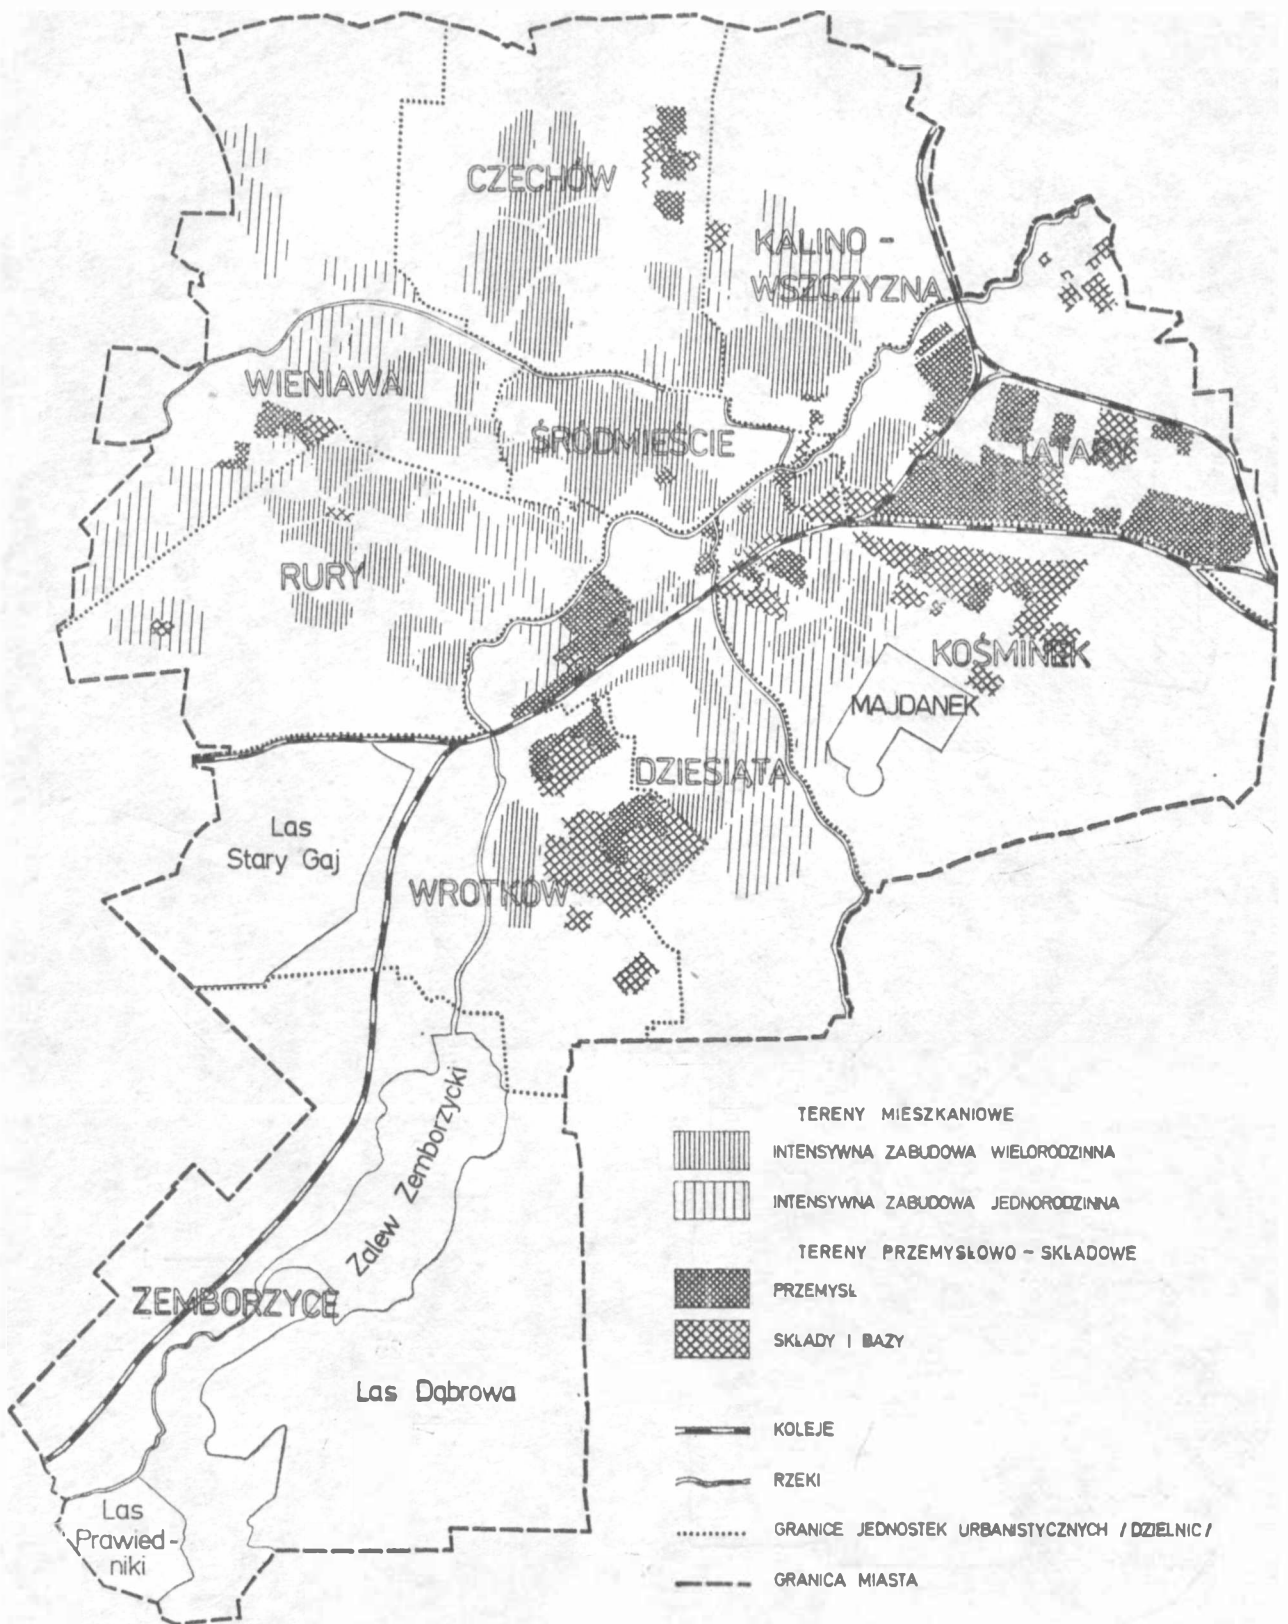 CZECHÓW
KALINO -
WSZCZYZNA
WIENIAWA
ŚRÓDMIEŚCIE
TATARY
RURY
KOŚMINEK
MAJDANEK
DZIESIĄTA
Las
Stary Gaj
WROTKÓW
Zalew Zemborzycki
ZEMBORZYCE
Las Dąbrowa
Las
Prawied-
niki
TERENY MIESZKANIOWE
INTENSYWNA ZABUDOWA WIELORODZINNA
INTENSYWNA ZABUDOWA JEDNORODZINNA
TERENY PRZEMYSŁOWO - SKŁADOWE
PRZEMYSŁ
SKŁADY I BAZY
KOLEJE
RZEKI
GRANICE JEDNOSTEK URBANISTYCZNYCH /DZIELNIC/
GRANICA MIASTA